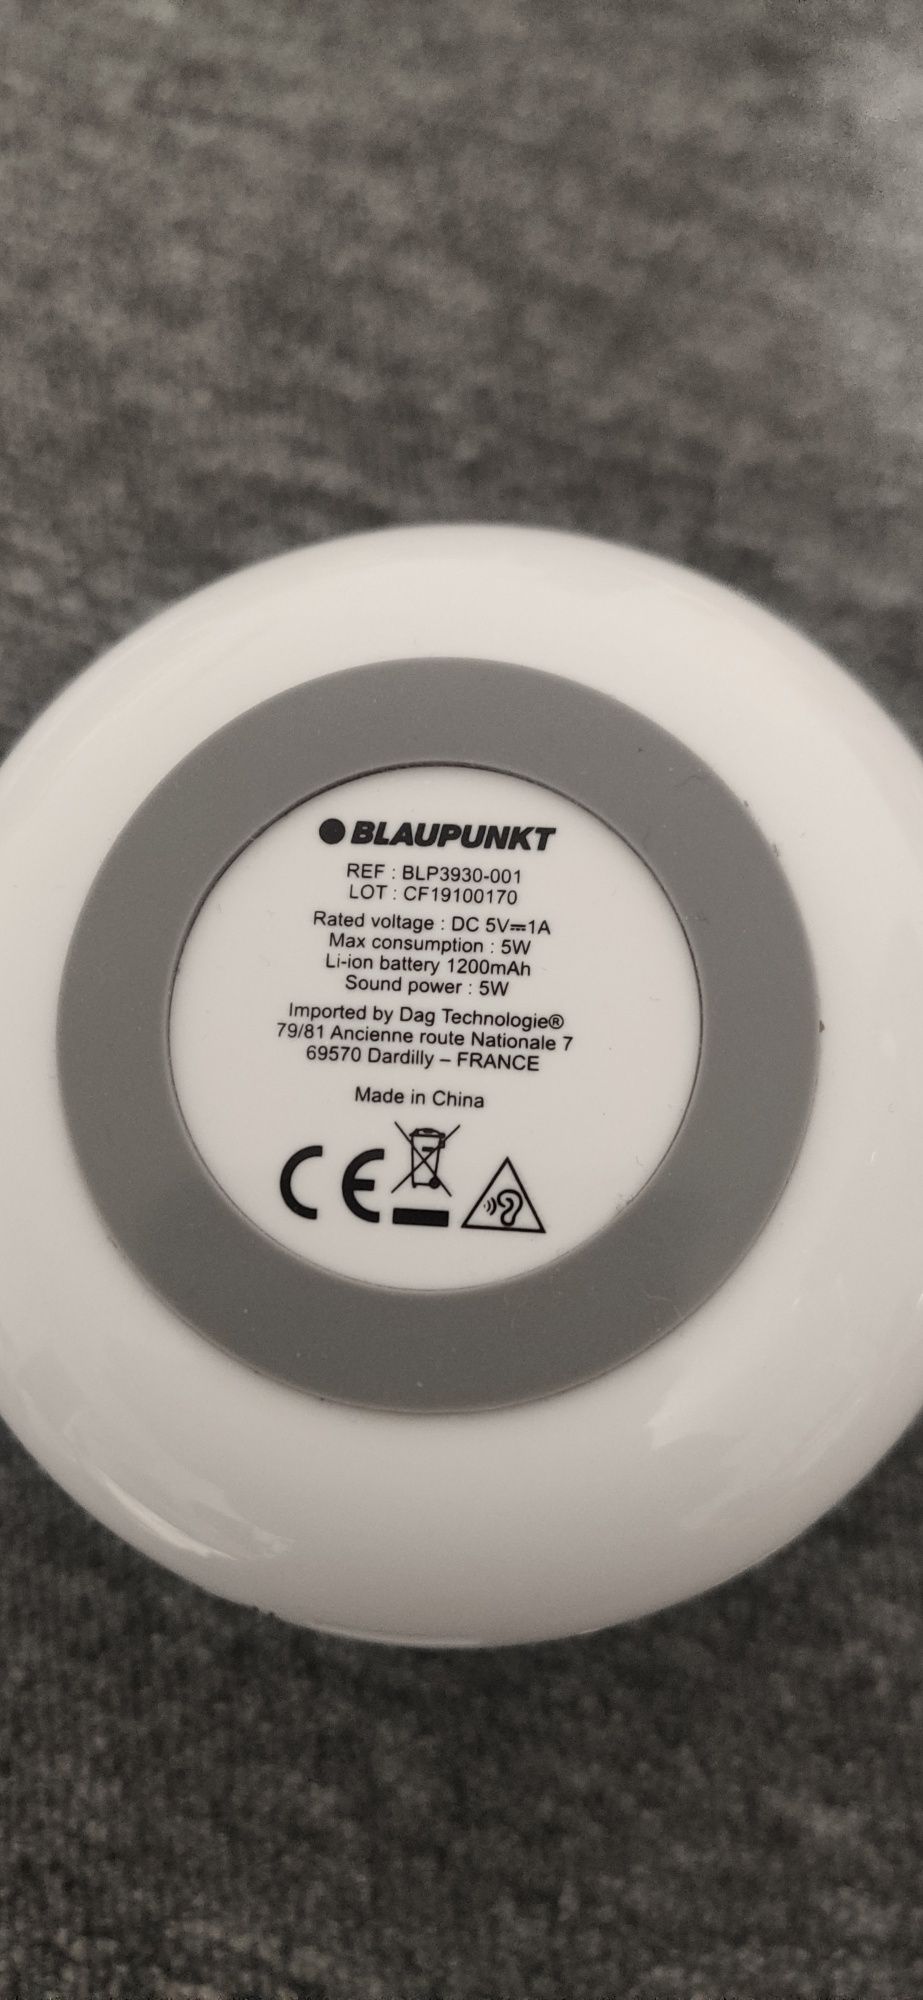 BLAUPUNKT
REF : BLP3930-001
LOT : CF19100170
Rated voltage : DC 5V⎓1A
Max consumption : 5W
Li-ion battery 1200mAh
Sound power : 5W
Imported by Dag Technologie®
79/81 Ancienne route Nationale 7
69570 Dardilly – FRANCE
Made in China
CE